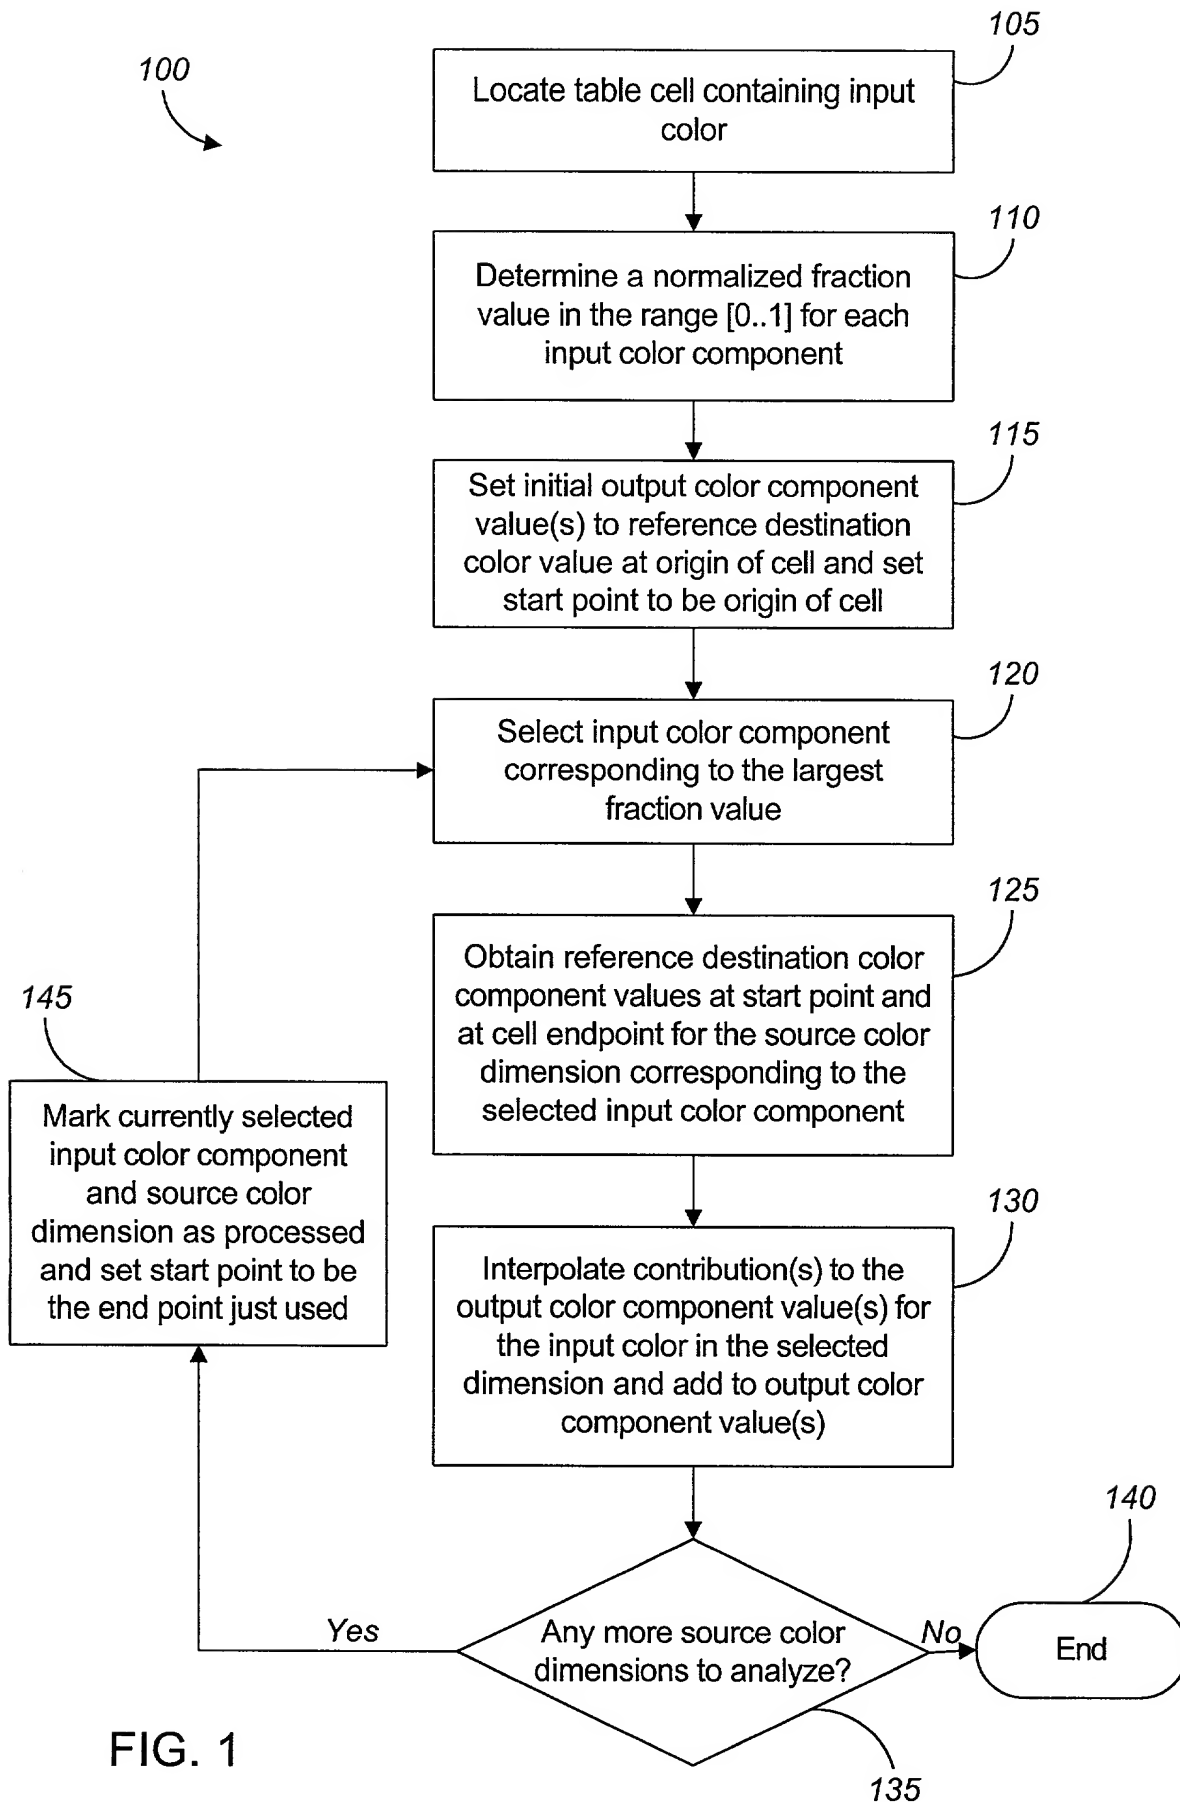 105
100
Locate table cell containing input
color
110
Determine a normalized fraction
value in the range [0..1] for each
input color component
115
Set initial output color component
value(s) to reference destination
color value at origin of cell and set
start point to be origin of cell
120
Select input color component
corresponding to the largest
fraction value
125
Obtain reference destination color
component values at start point and
at cell endpoint for the source color
dimension corresponding to the
selected input color component
145
Mark currently selected
input color component
and source color
dimension as processed
and set start point to be
the end point just used
130
Interpolate contribution(s) to the
output color component value(s) for
the input color in the selected
dimension and add to output color
component value(s)
140
Yes
Any more source color
dimensions to analyze?
No
End
135
FIG. 1